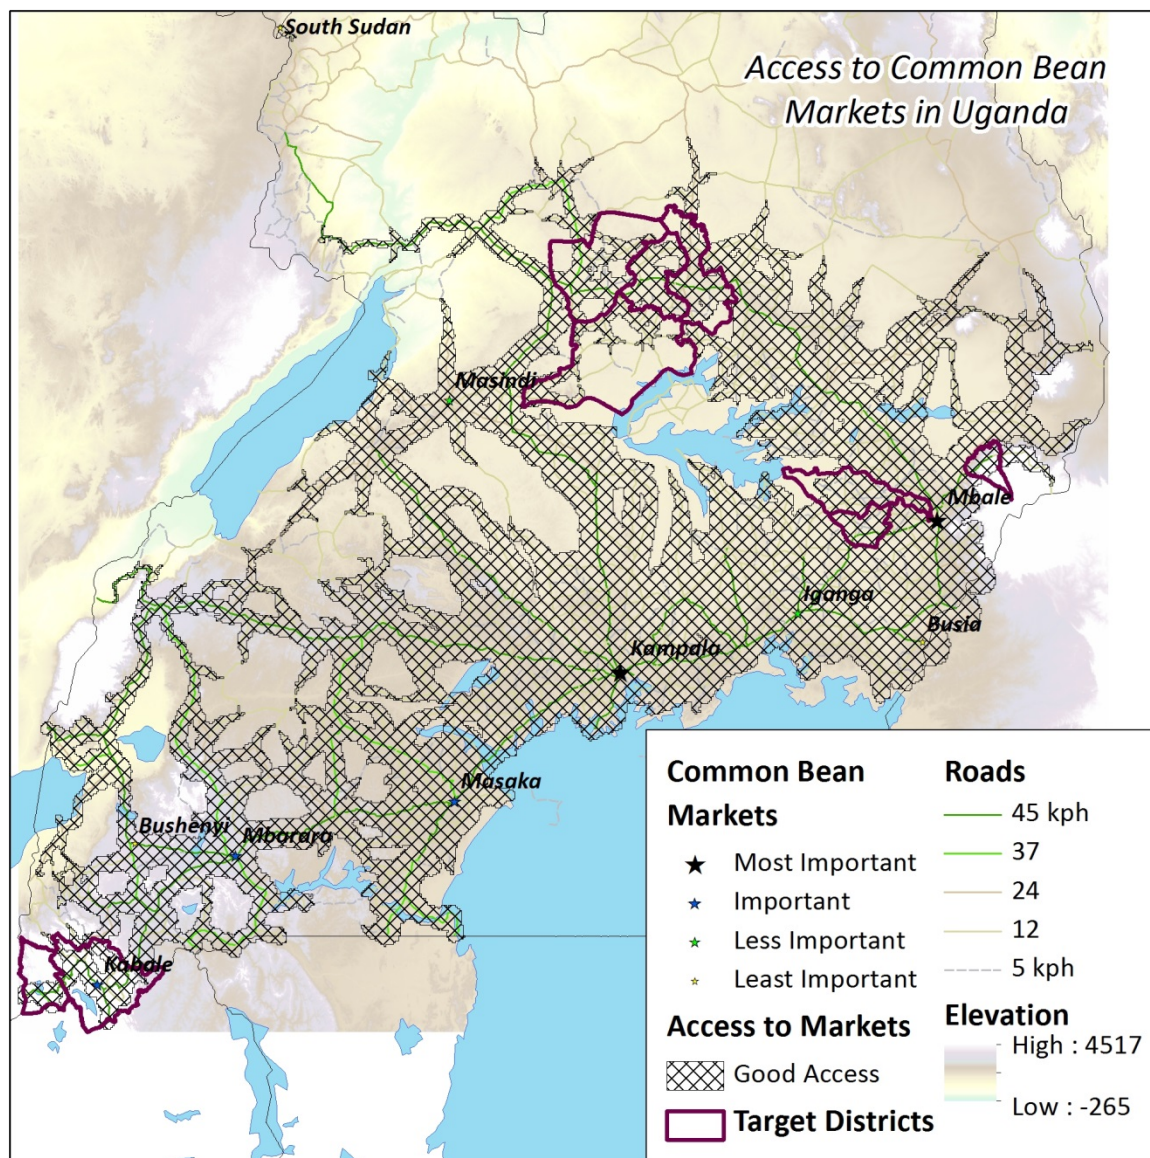 South Sudan
Access to Common Bean
Markets in Uganda
Masindi
Mbale
Iganga
Busia
Kampala
Masaka
Bushenyi
Mbarara
Kabale
Common Bean
Markets
Most Important
Important
Less Important
Least Important
Access to Markets
Good Access
Target Districts
Roads
45 kph
37
24
12
5 kph
Elevation
High : 4517
Low : -265